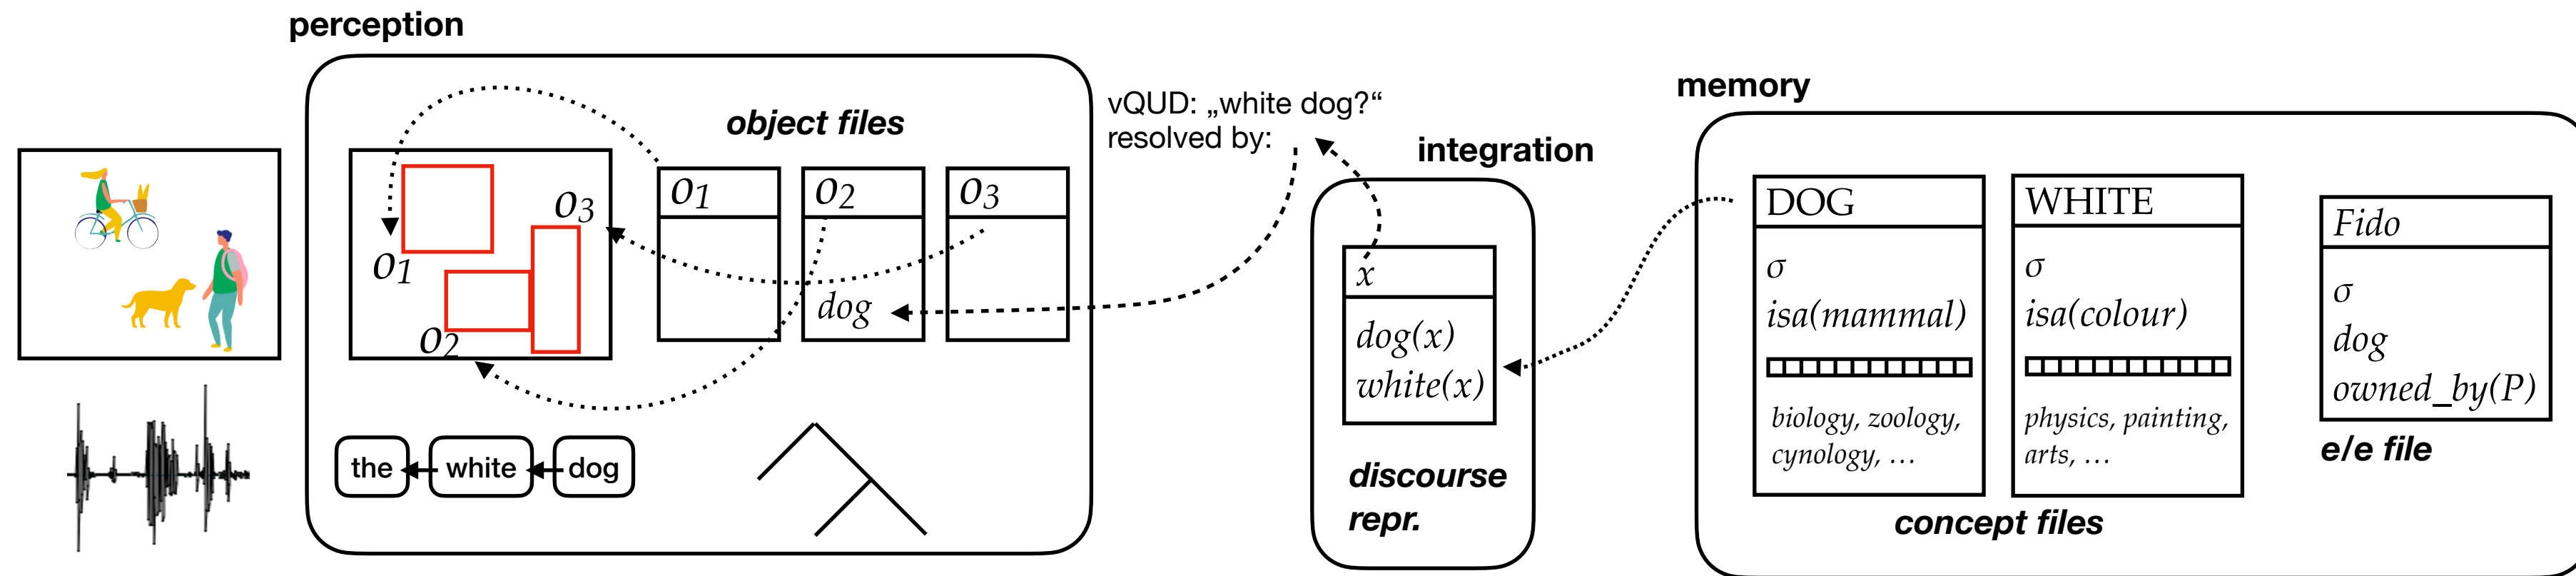 perception
object files
o1
o2
o3
dog
o1
o2
o3
the
white
dog
vQUD: „white dog?“
resolved by:
integration
x
dog(x)
white(x)
discourse
repr.
memory
DOG
σ
isa(mammal)
biology, zoology,
cynology, …
WHITE
σ
isa(colour)
physics, painting,
arts, …
concept files
Fido
σ
dog
owned_by(P)
e/e file